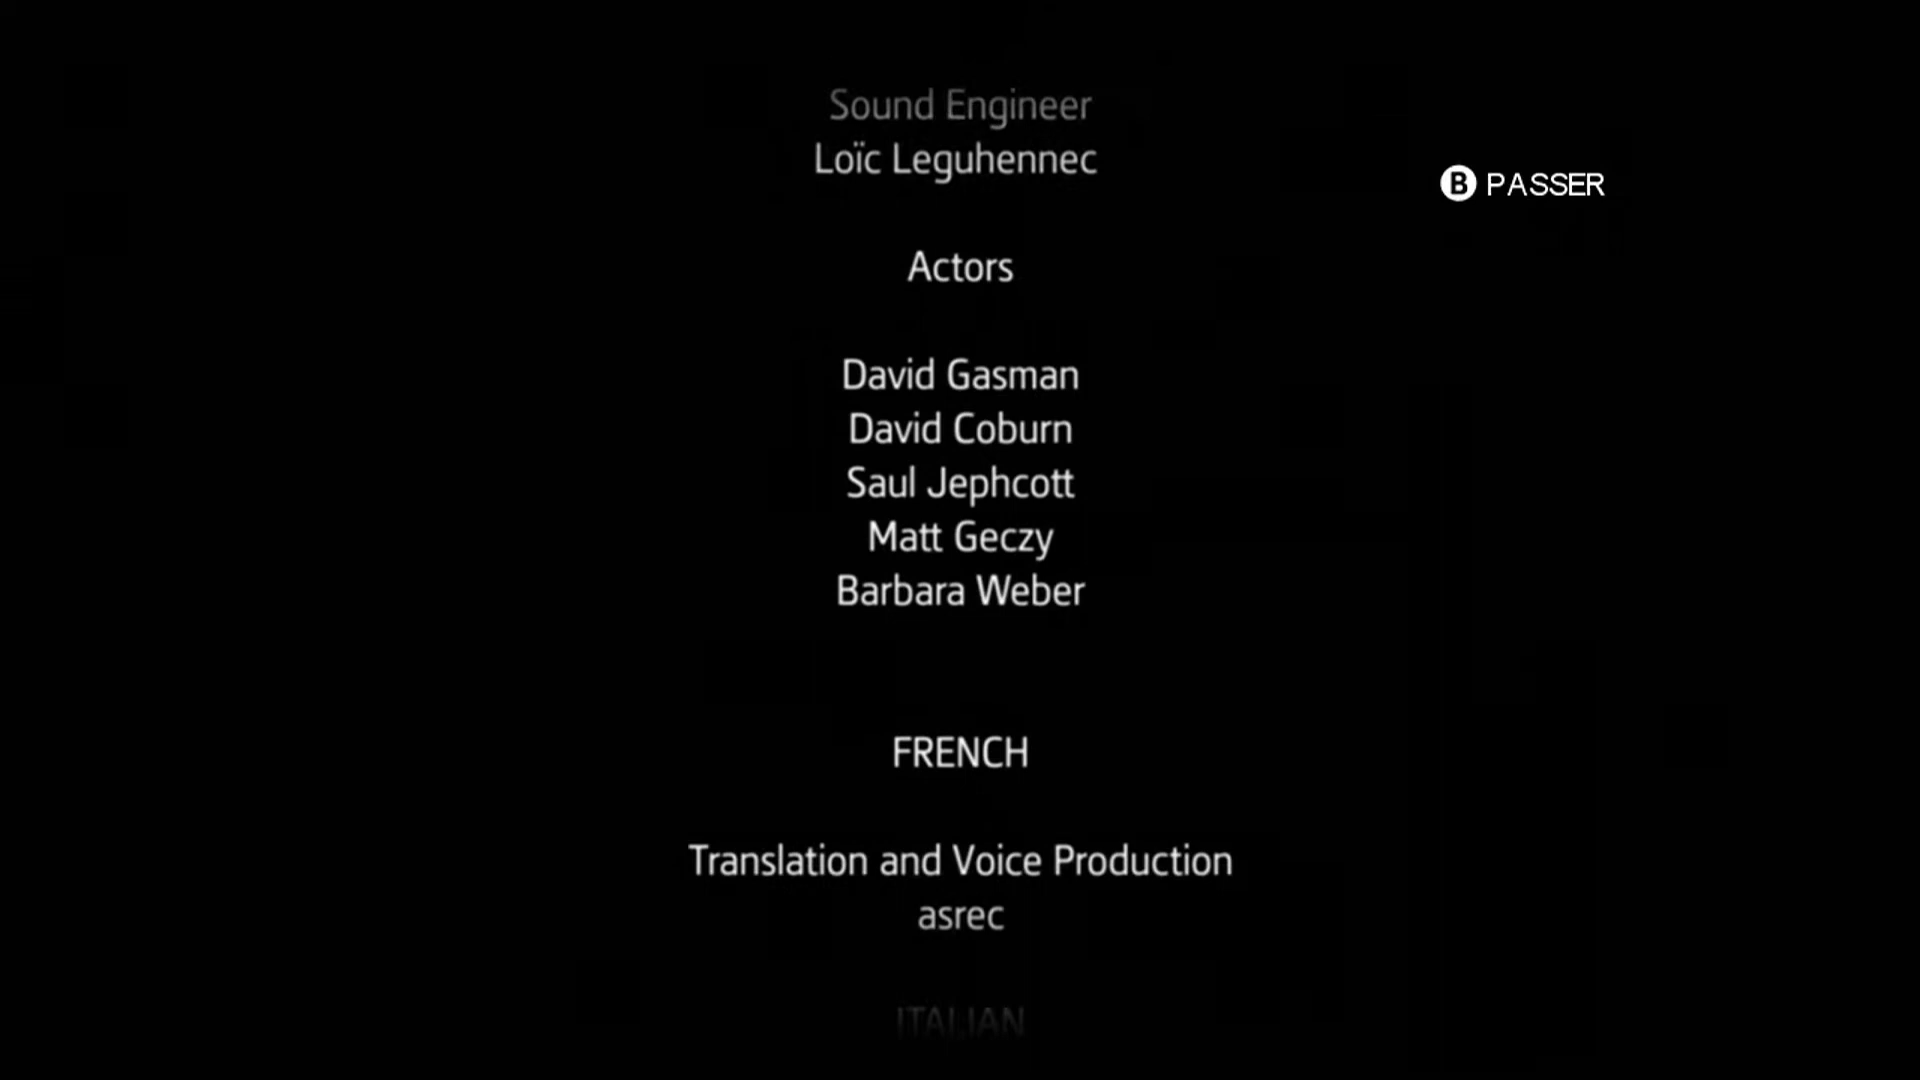 Sound Engineer
Loïc Leguhennec
B PASSER
Actors
David Gasman
David Coburn
Saul Jephcott
Matt Geczy
Barbara Weber
FRENCH
Translation and Voice Production
asrec
ITALIAN